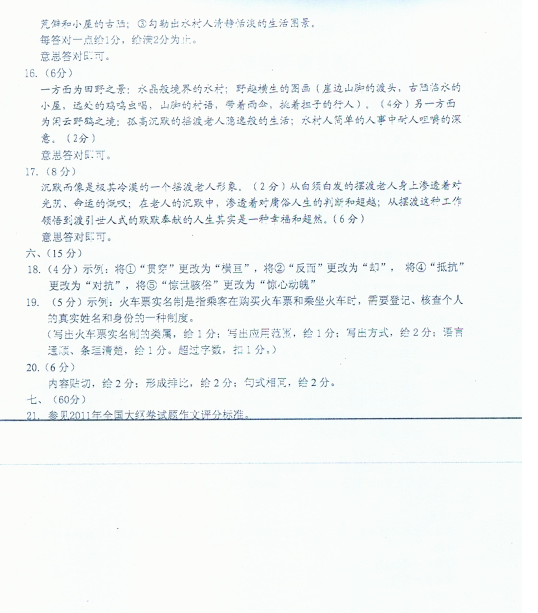 荒僻和小屋的古陋；③勾勒出水村人清静恬淡的生活图景。
每答对一点给1分，给满2分为止。
意思答对即可。
16.（6分）
一方面为田野之景：水晶般境界的水村；野趣横生的图画（崖边山脚的渡头，古陋临水的
小屋，远处的鸡鸣虫唱，山脚的村语，带着雨伞，挑着担子的行人）。（4分）另一方面
为闲云野鹤之境：孤高沉默的摇渡老人隐逸般的生活；水村人简单的人事中耐人咀嚼的深
意。（2分）
意思答对即可。
17.（8分）
沉默而像是极其冷漠的一个摇渡老人形象。（2分）从白须白发的摆渡老人身上渗透着对
光阴、命运的慨叹；在老人的沉默中，渗透着对庸俗人生的判断和超越；从摆渡这种工作
领悟到渡引世人式的默默奉献的人生其实是一种幸福和超然。（6分）
意思答对即可。
六、（15分）
18.（4分）示例：将①“贯穿”更改为“横亘”，将②“反而”更改为“却”， 将④“抵抗”
更改为“对抗”，将⑤“惊世骇俗”更改为“惊心动魄”
19. （5分）示例：火车票实名制是指乘客在购买火车票和乘坐火车时，需要登记、核查个人
的真实姓名和身份的一种制度。
（写出火车票实名制的类属，给1分；写出应用范围，给1分；写出方式，给2分；语言
通顺、条理清楚，给1分。超过字数，扣1分。）
20.（6分）
内容贴切，给2分；形成排比，给2分；句式相同，给2分。
七、（60分）
21. 参见2011年全国大纲卷试题作文评分标准。